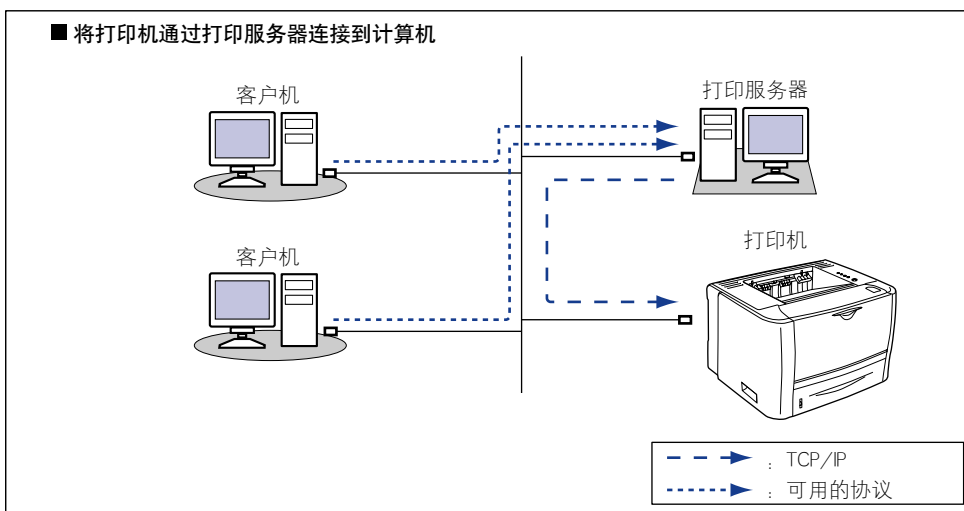 ■ 将打印机通过打印服务器连接到计算机
客户机
打印服务器
客户机
打印机
： TCP/IP
： 可用的协议